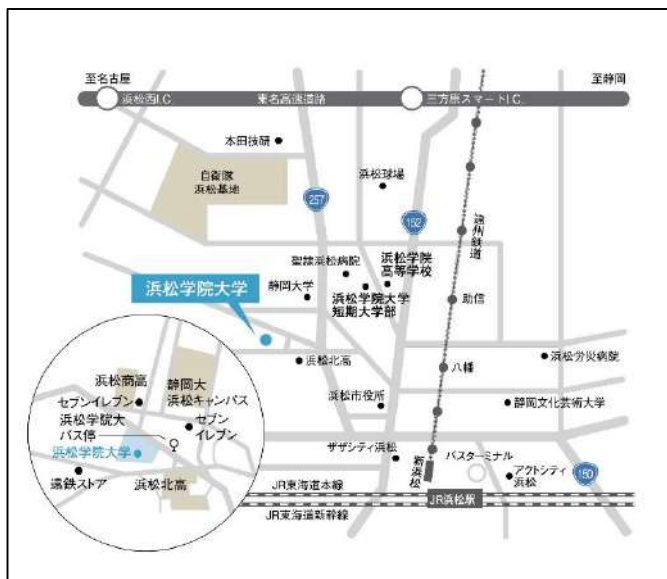 至名古屋
至静岡
浜松西I.C
東名高速道路
三方原スマートI.C.
本田技研
自衛隊
浜松基地
浜松球場
257
152
遠州鉄道
聖隷浜松病院
浜松学院
高等学校
静岡大学
浜松学院大学
短期大学部
浜松学院大学
助信
浜松北高
八幡
浜松労災病院
浜松市役所
静岡文化芸術大学
浜松商高
静岡大
浜松キャンパス
セブンイレブン
セブン
イレブン
浜松学院大
バス停
浜松学院大学
遠鉄ストア
浜松北高
ザザシティ浜松
新浜松
バスターミナル
アクトシティ
浜松
150
JR東海道本線
JR浜松駅
JR東海道新幹線